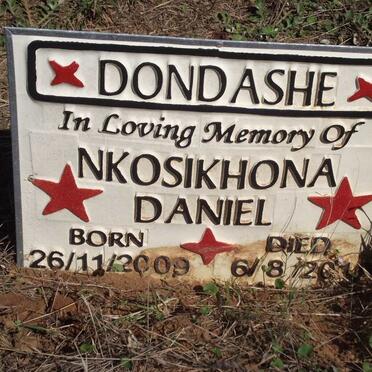 DONDASHE
In Loving Memory Of
NKOSIKHONA
DANIEL
BORN DIED
26/11/2009 6/8/20